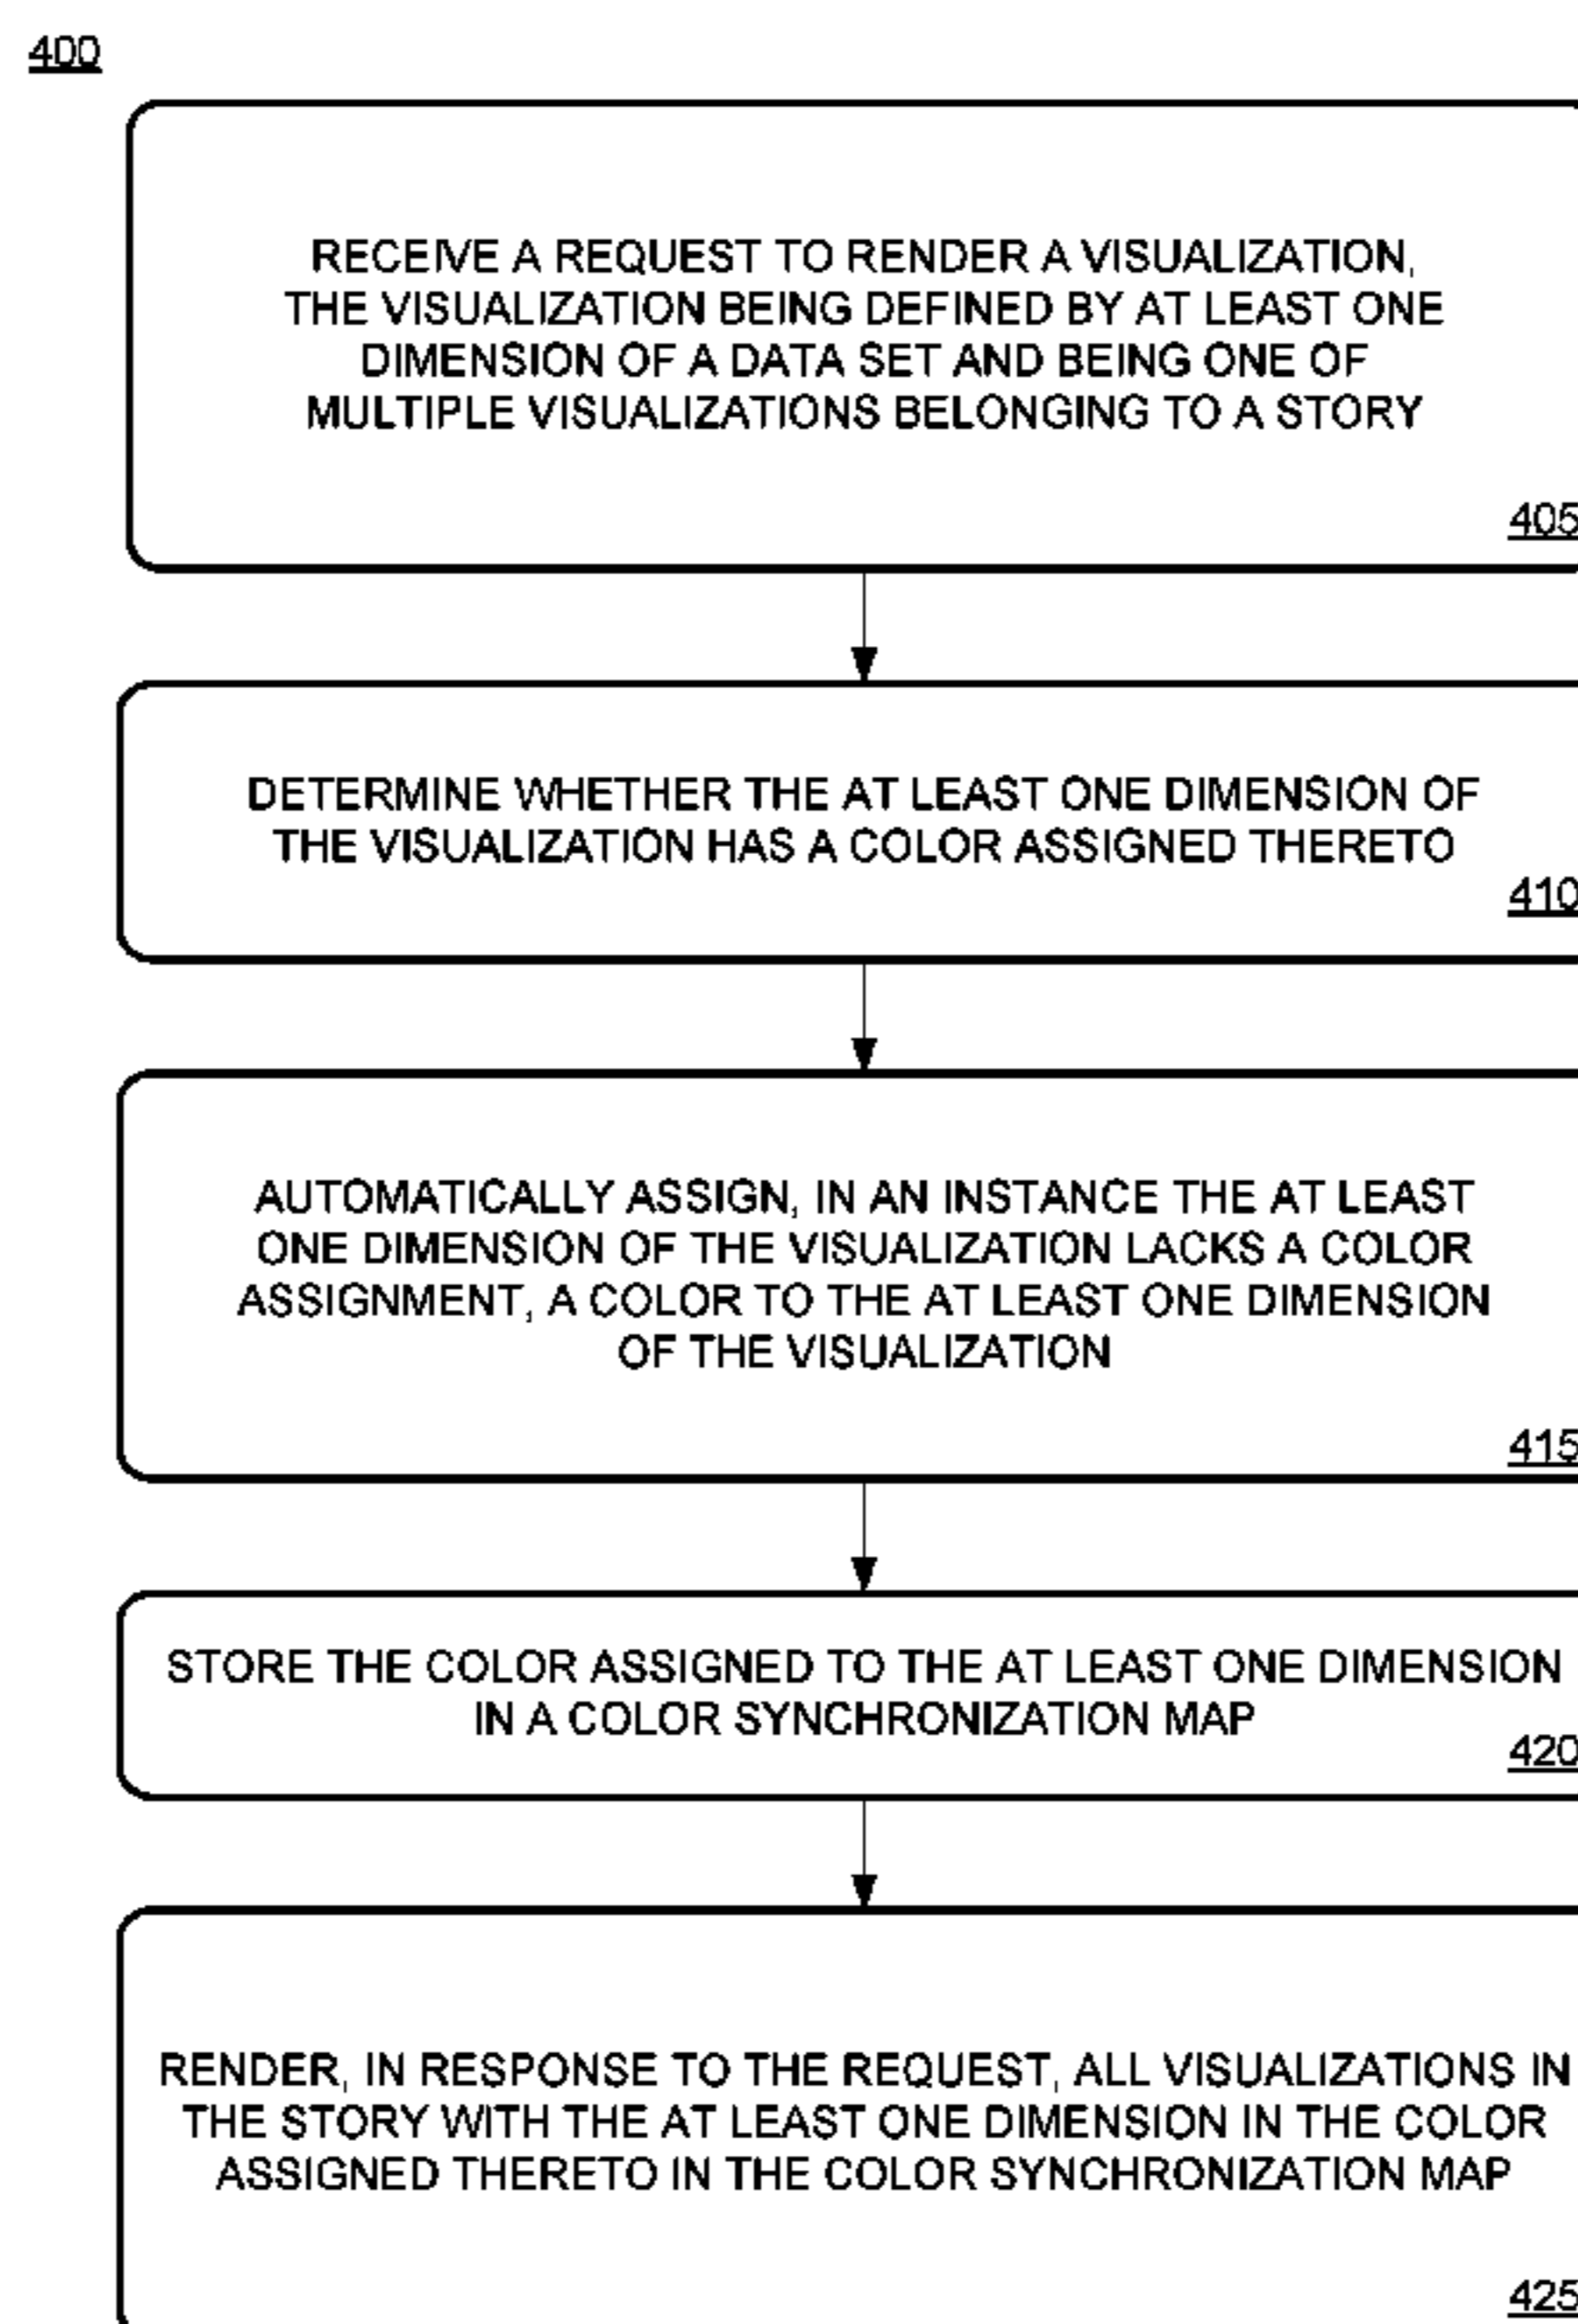 400
RECEIVE A REQUEST TO RENDER A VISUALIZATION,
THE VISUALIZATION BEING DEFINED BY AT LEAST ONE
DIMENSION OF A DATA SET AND BEING ONE OF
MULTIPLE VISUALIZATIONS BELONGING TO A STORY
405
DETERMINE WHETHER THE AT LEAST ONE DIMENSION OF
THE VISUALIZATION HAS A COLOR ASSIGNED THERETO
410
AUTOMATICALLY ASSIGN, IN AN INSTANCE THE AT LEAST
ONE DIMENSION OF THE VISUALIZATION LACKS A COLOR
ASSIGNMENT, A COLOR TO THE AT LEAST ONE DIMENSION
OF THE VISUALIZATION
415
STORE THE COLOR ASSIGNED TO THE AT LEAST ONE DIMENSION
IN A COLOR SYNCHRONIZATION MAP
420
RENDER, IN RESPONSE TO THE REQUEST, ALL VISUALIZATIONS IN
THE STORY WITH THE AT LEAST ONE DIMENSION IN THE COLOR
ASSIGNED THERETO IN THE COLOR SYNCHRONIZATION MAP
425